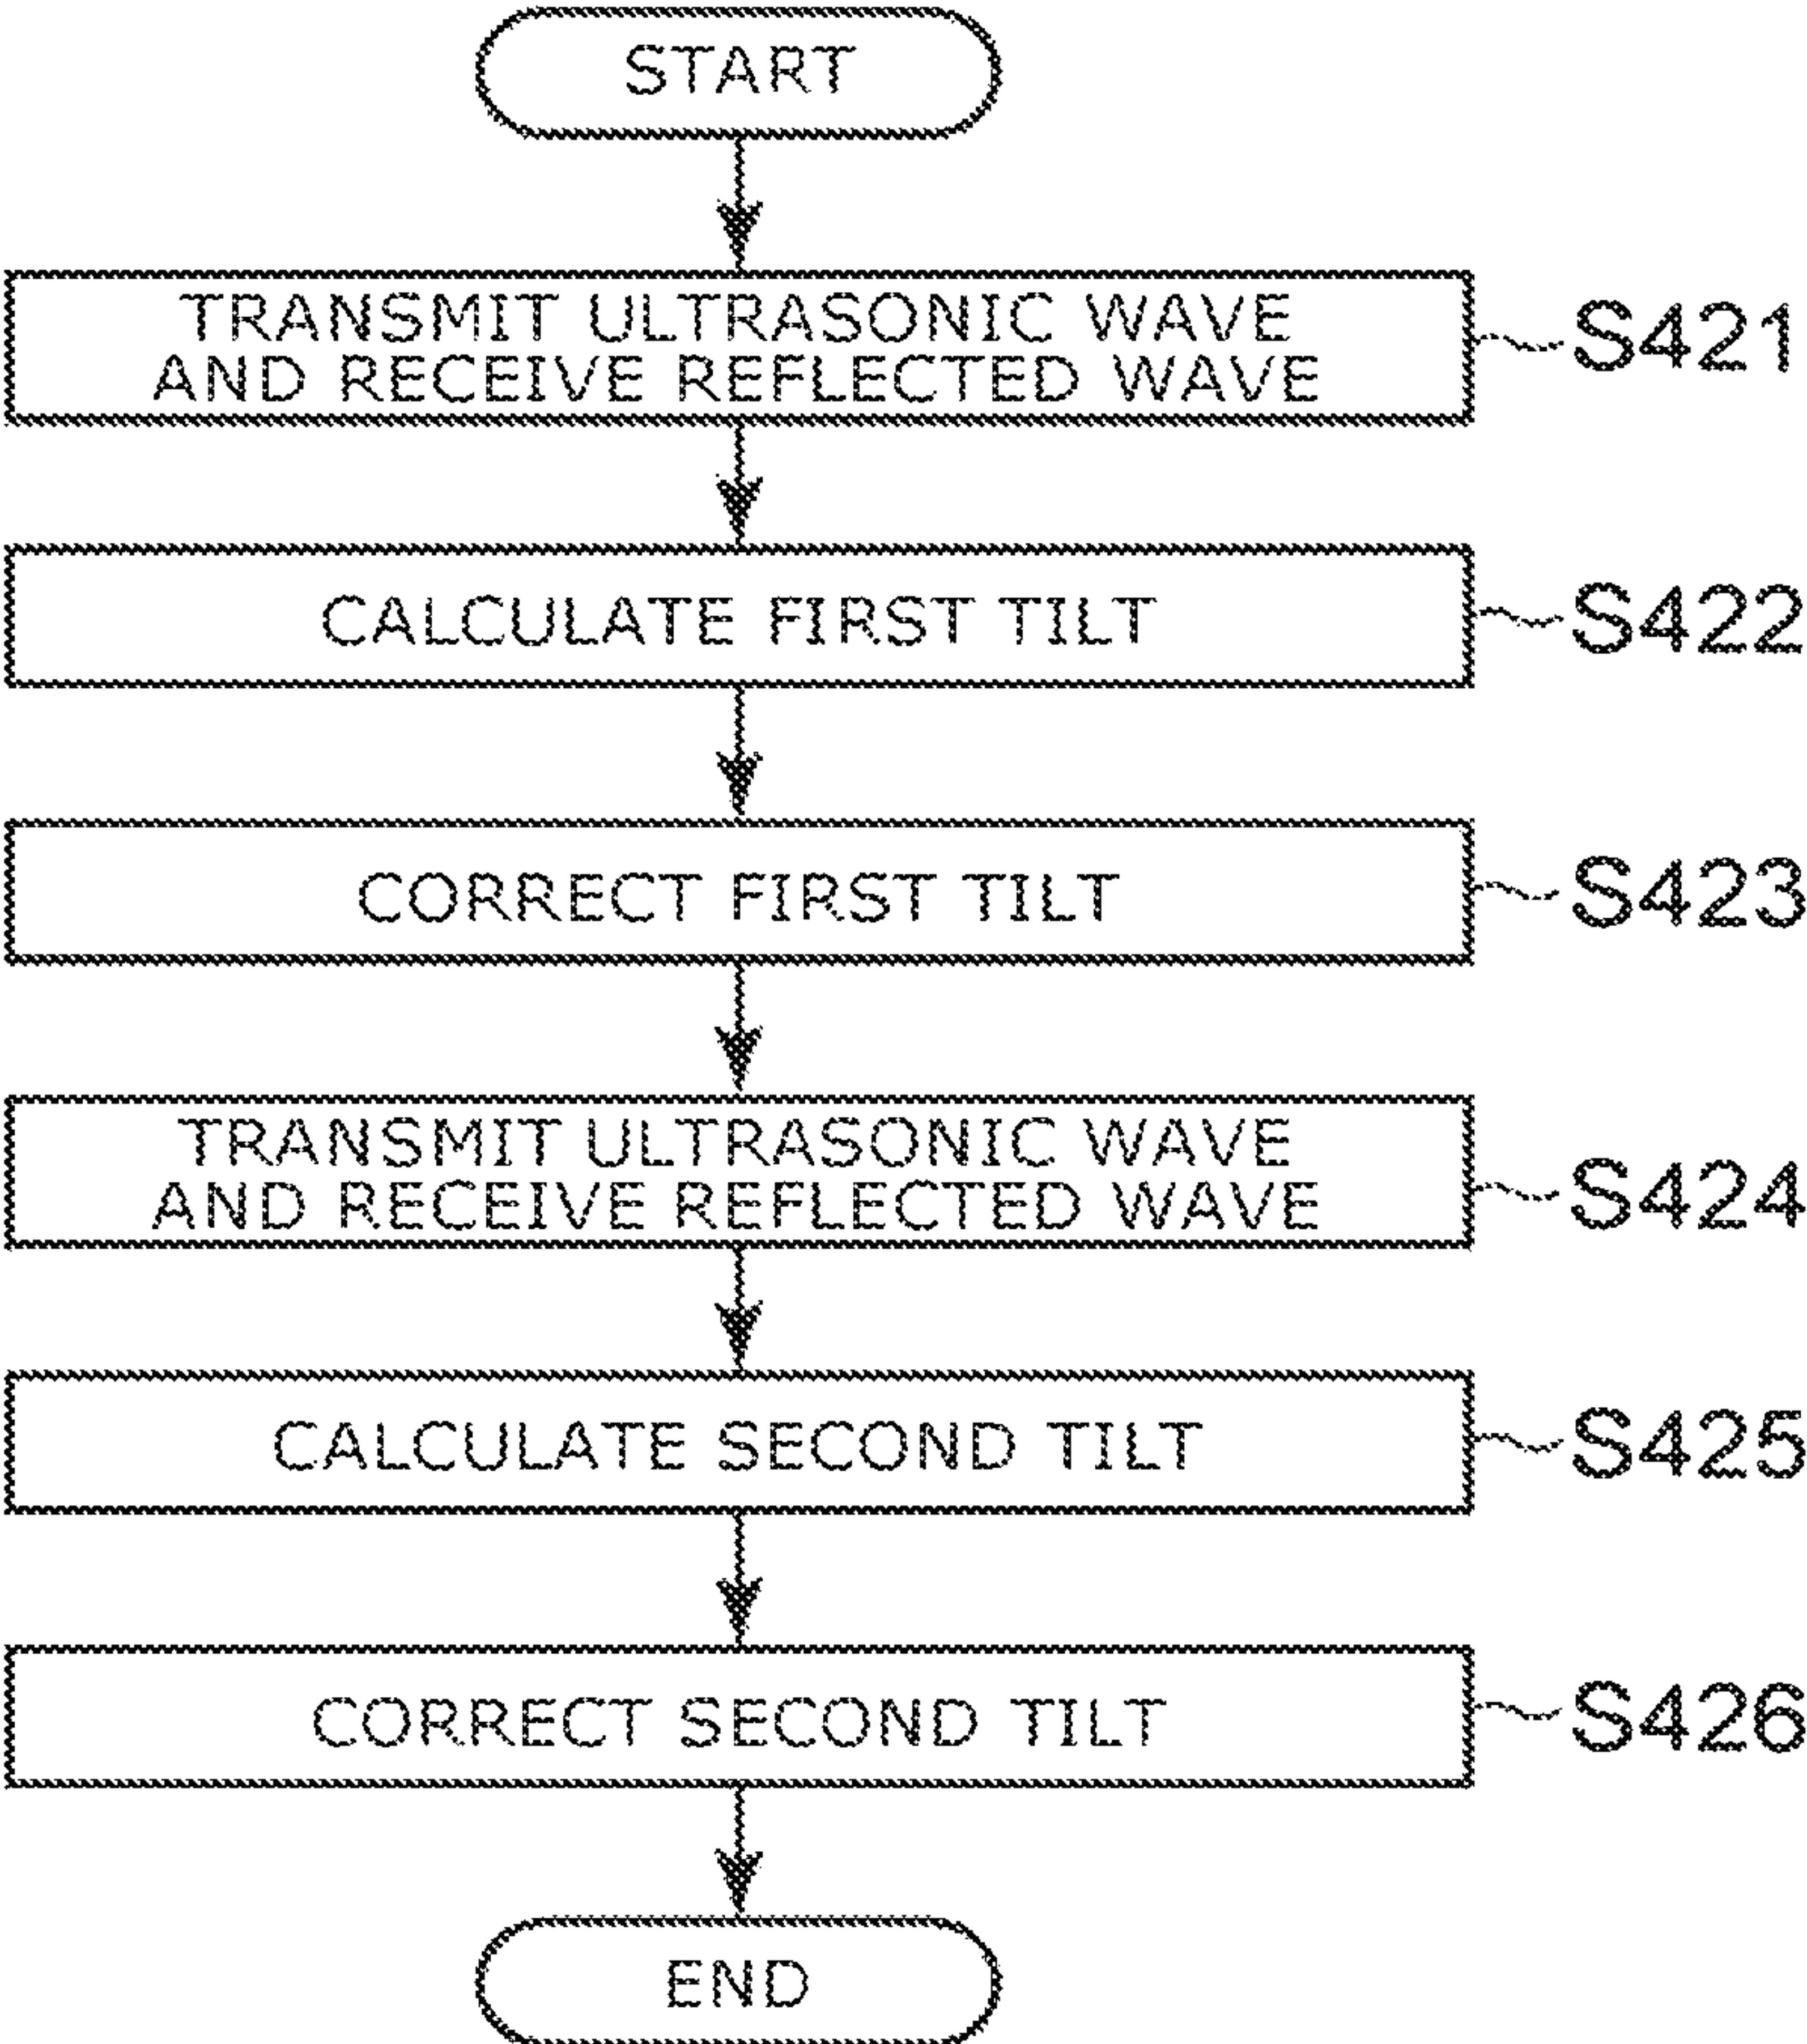 START
TRANSMIT ULTRASONIC WAVE
AND RECEIVE REFLECTED WAVE
S421
CALCULATE FIRST TILT
S422
CORRECT FIRST TILT
S423
TRANSMIT ULTRASONIC WAVE
AND RECEIVE REFLECTED WAVE
S424
CALCULATE SECOND TILT
S425
CORRECT SECOND TILT
S426
END